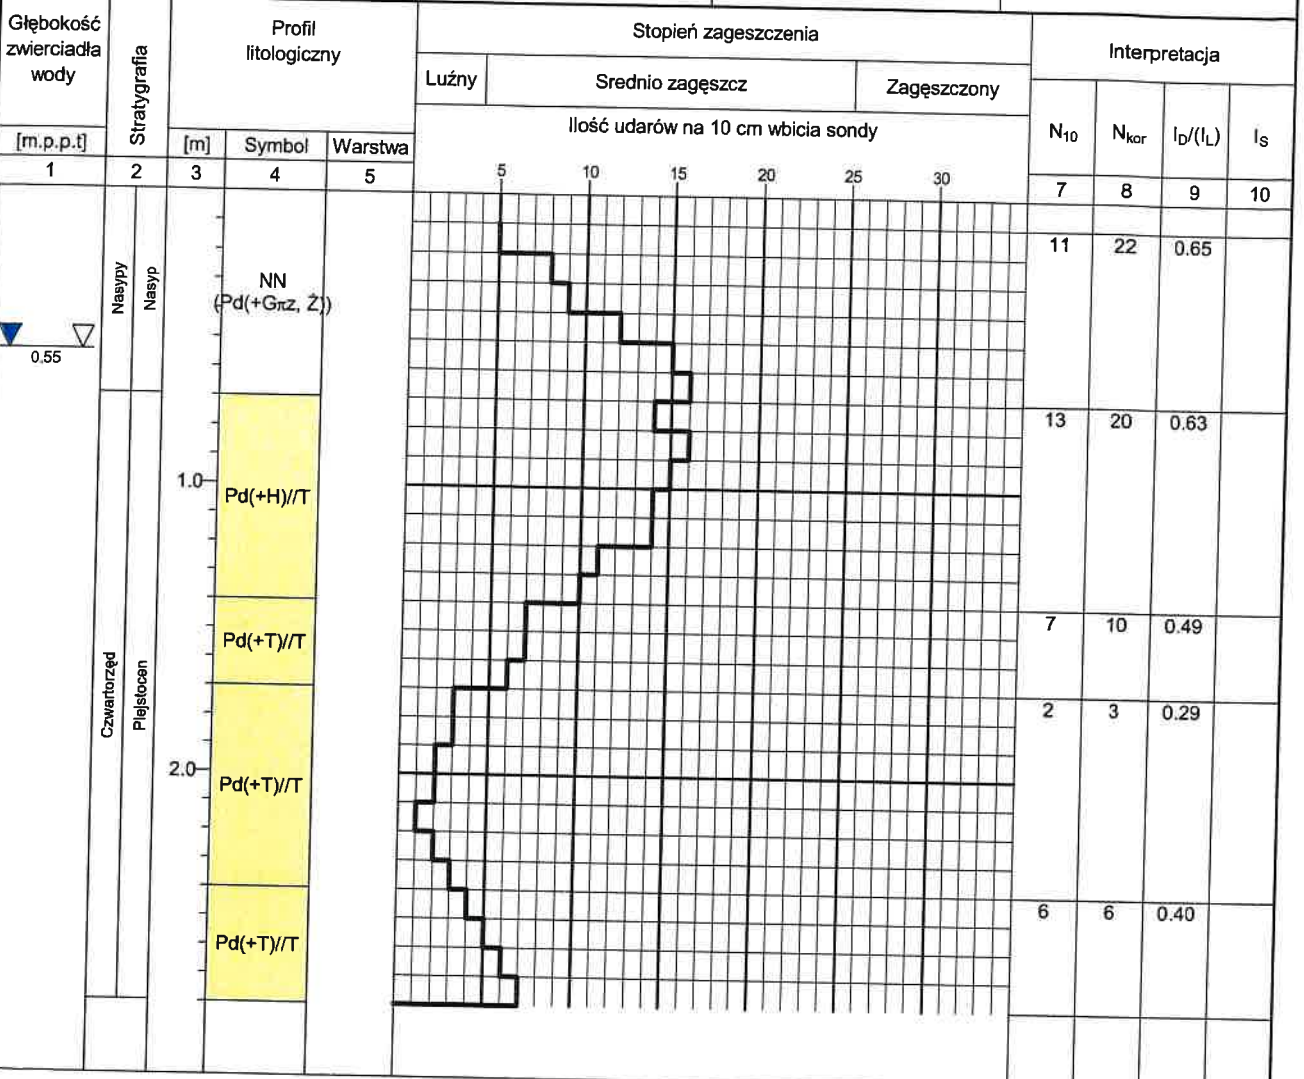 Głębokość
zwierciadła
wody
Stratygrafia
Profil
litologiczny
Stopień zagęszczenia
Interpretacja
Luźny
Srednio zagęszcz
Zagęszczony
Ilość udarów na 10 cm wbicia sondy
[m.p.p.t]
[m]
Symbol
Warstwa
N10
Nkor
ID/(IL)
IS
5 10 15 20 25 30
1 2 3 4 5 7 8 9 10
Nasypy
Nasyp
NN
(Pd(+Gπz, Ż))
11 22 0.65
0.55
13 20 0.63
1.0
Pd(+H)//T
7 10 0.49
Pd(+T)//T
Czwartorzęd
Plejstocen
2 3 0.29
2.0
Pd(+T)//T
6 6 0.40
Pd(+T)//T